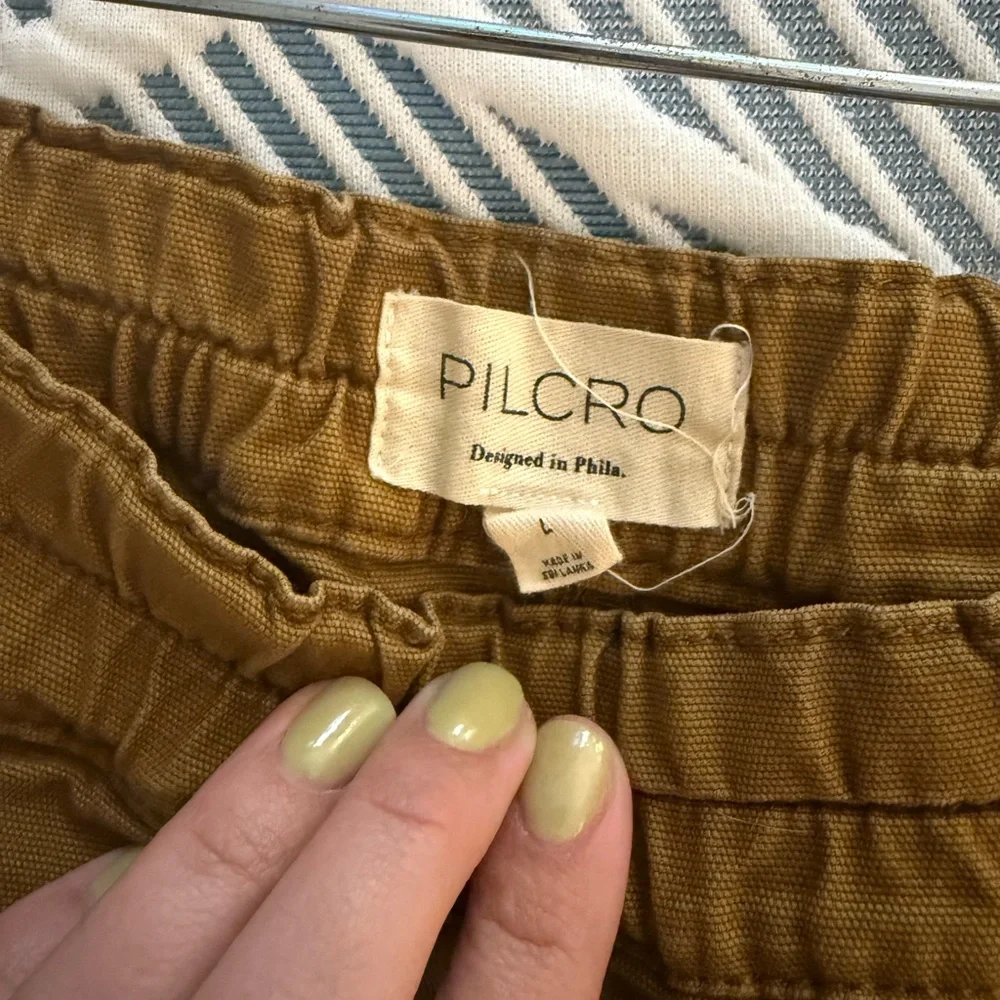 PILCRO
Designed in Phila.
L
MADE IN
SRI LANKA